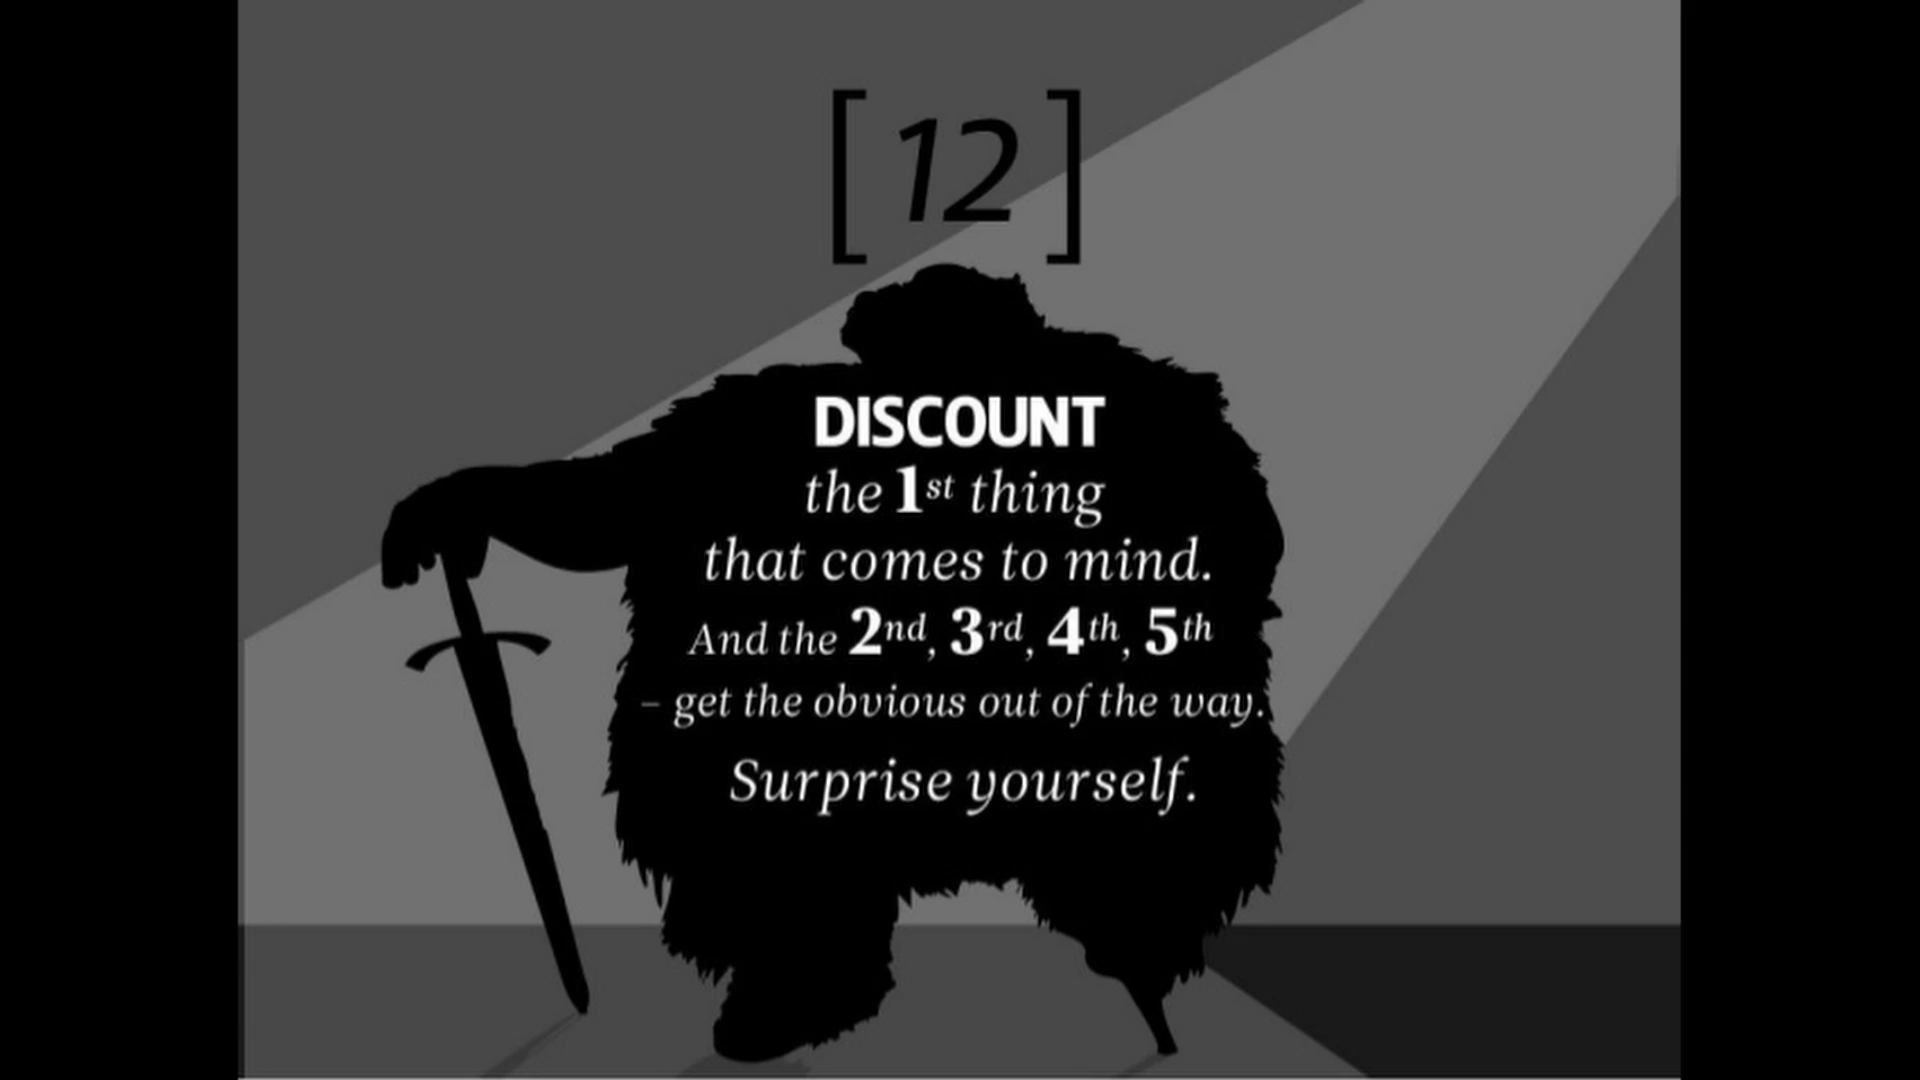 [ 12 ]
DISCOUNT
the 1st thing
that comes to mind.
And the 2nd, 3rd, 4th, 5th
– get the obvious out of the way.
Surprise yourself.